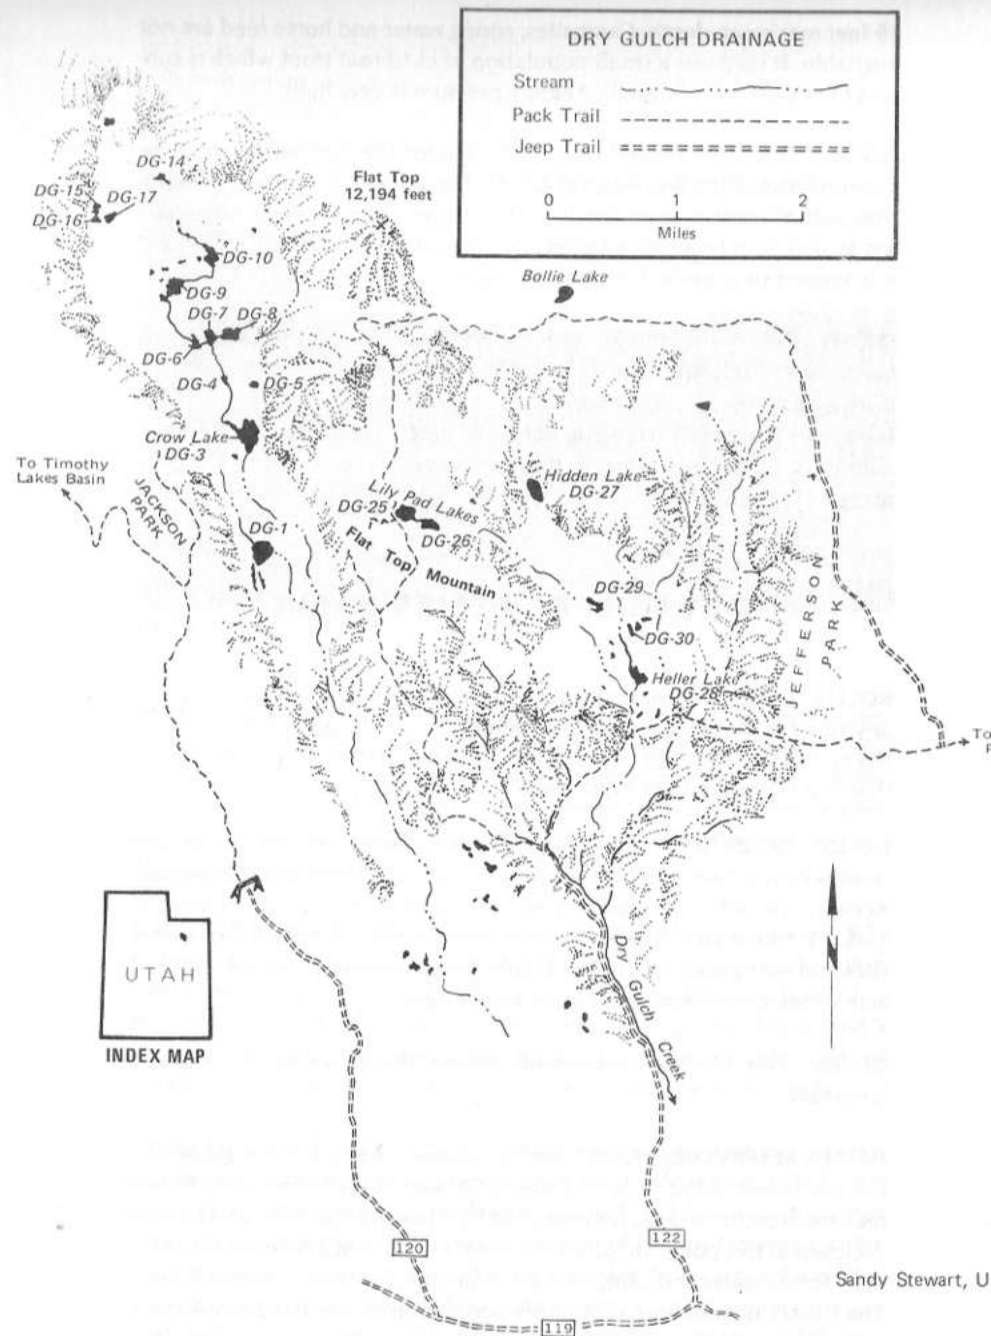 DRY GULCH DRAINAGE
Stream
Pack Trail
Jeep Trail
0 1 2
Miles
DG-14
DG-15
DG-17
DG-16
Flat Top
12,194 feet
DG-10
Bollie Lake
DG-9
DG-7
DG-8
DG-6
DG-4
DG-5
Crow Lake
DG-3
To Timothy
Lakes Basin
JACKSON
PARK
Hidden Lake
DG-27
Lily Pad Lakes
DG-25
DG-26
DG-1
Flat Top Mountain
DG-29
DG-30
JEFFERSON
PARK
Heller Lake
DG-28
To
P
Dry Gulch Creek
N
UTAH
INDEX MAP
120
122
Sandy Stewart, U
119